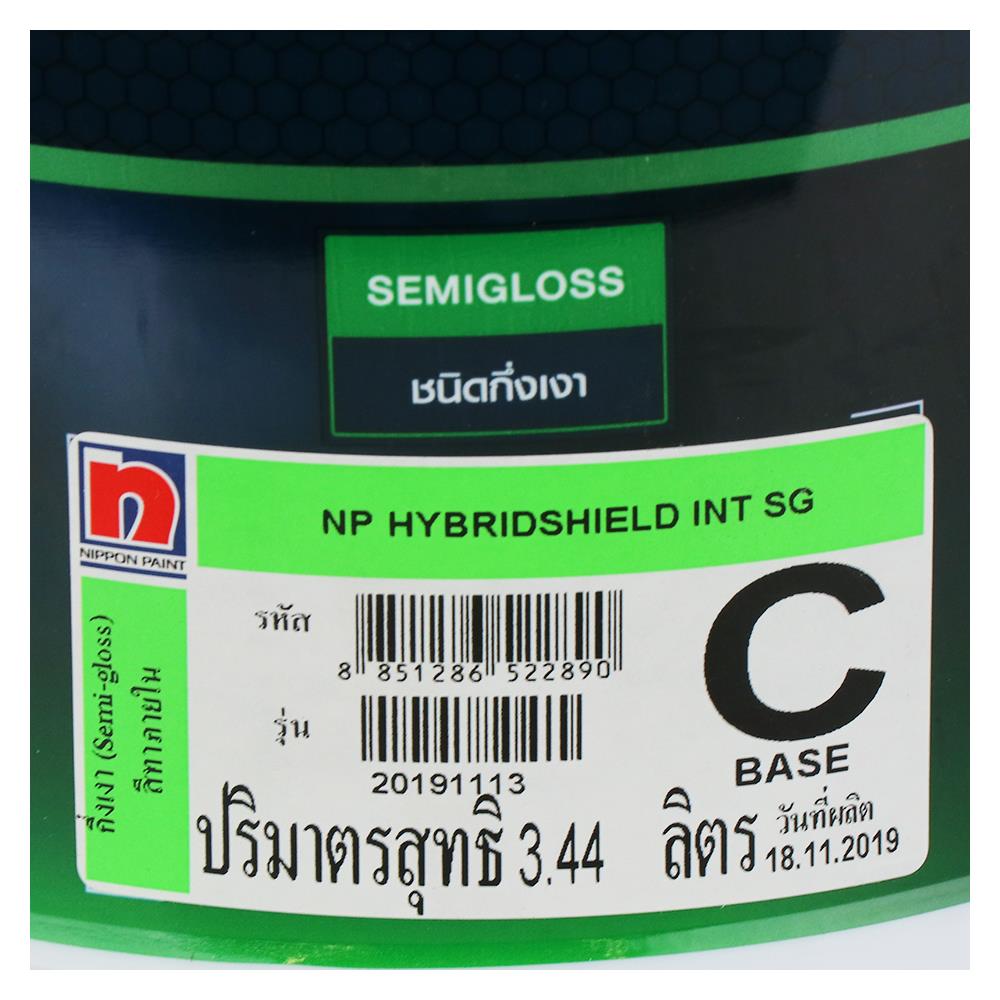 SEMIGLOSS
ชนิดกึ่งเงา
n
NIPPON PAINT
NP HYBRIDSHIELD INT SG
กึ่งเงา (Semi-gloss)
สีทาภายใน
รหัส
8 851286 522890
รุ่น
20191113
C
BASE
ปริมาตรสุทธิ 3.44 ลิตร
วันที่ผลิต
18.11.2019